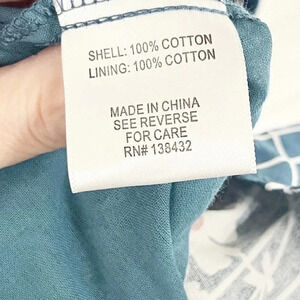 SHELL: 100% COTTON
LINING: 100% COTTON
MADE IN CHINA
SEE REVERSE
FOR CARE
RN# 138432